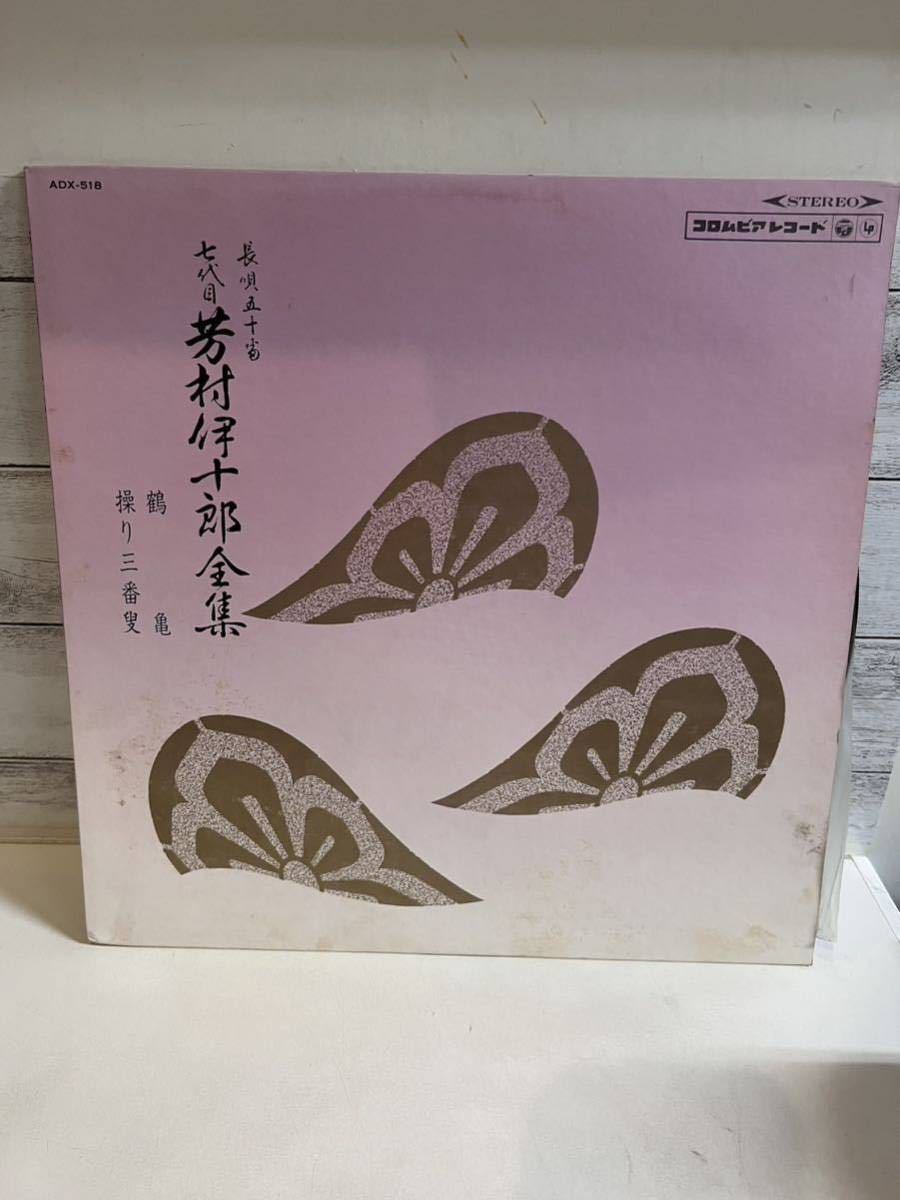 ADX-518
STEREO
コロムビアレコード
LP
長唄五十番
七代目芳村伊十郎全集
鶴亀
操り三番叟